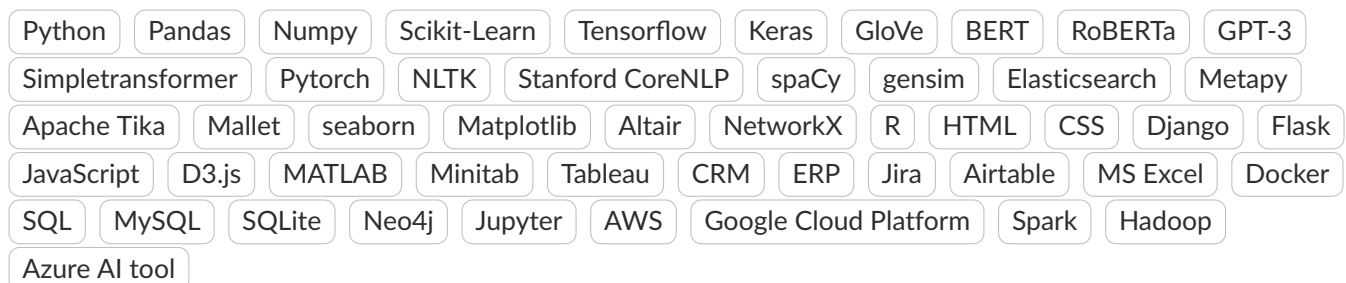 Python Pandas Numpy Scikit-Learn Tensorflow Keras GloVe BERT RoBERTa GPT-3
Simpletransformer Pytorch NLTK Stanford CoreNLP spaCy gensim Elasticsearch Metapy
Apache Tika Mallet seaborn Matplotlib Altair NetworkX R HTML CSS Django Flask
JavaScript D3.js MATLAB Minitab Tableau CRM ERP Jira Airtable MS Excel Docker
SQL MySQL SQLite Neo4j Jupyter AWS Google Cloud Platform Spark Hadoop
Azure AI tool